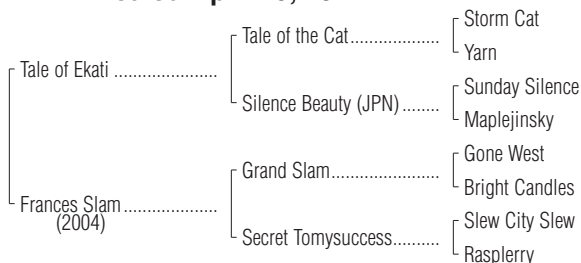 Tale of the Cat
Storm Cat
Yarn
Tale of Ekati
Silence Beauty (JPN)
Sunday Silence
Maplejinsky
Frances Slam
(2004)
Grand Slam
Gone West
Bright Candles
Secret Tomysuccess
Slew City Slew
Rasplerry